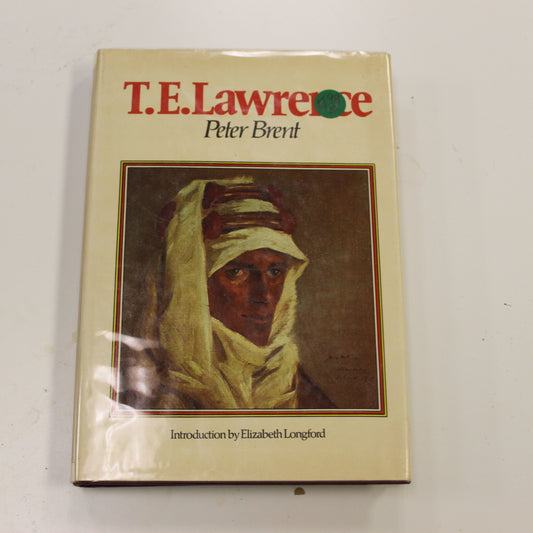 T.E.Lawrence
Peter Brent
Introduction by Elizabeth Longford